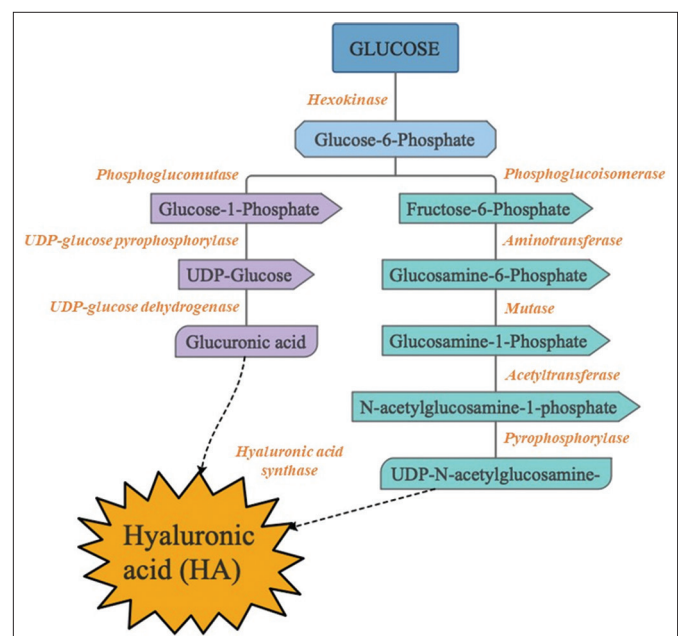 GLUCOSE
Hexokinase
Glucose-6-Phosphate
Phosphoglucomutase
Phosphoglucoisomerase
Glucose-1-Phosphate
Fructose-6-Phosphate
UDP-glucose pyrophosphorylase
Aminotransferase
UDP-Glucose
Glucosamine-6-Phosphate
UDP-glucose dehydrogenase
Mutase
Glucuronic acid
Glucosamine-1-Phosphate
Acetyltransferase
N-acetylglucosamine-1-phosphate
Pyrophosphorylase
Hyaluronic acid
synthase
UDP-N-acetylglucosamine-
Hyaluronic
acid (HA)